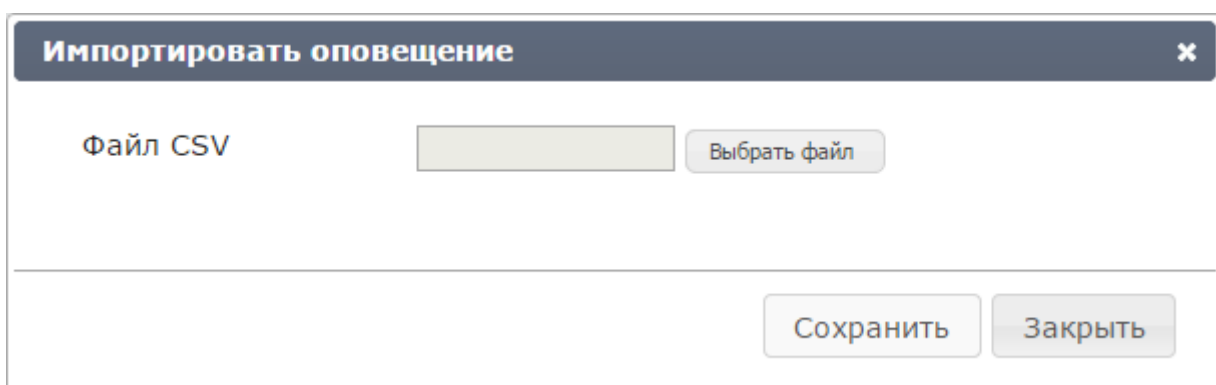 Импортировать оповещение
Файл CSV Выбрать файл
Сохранить Закрыть